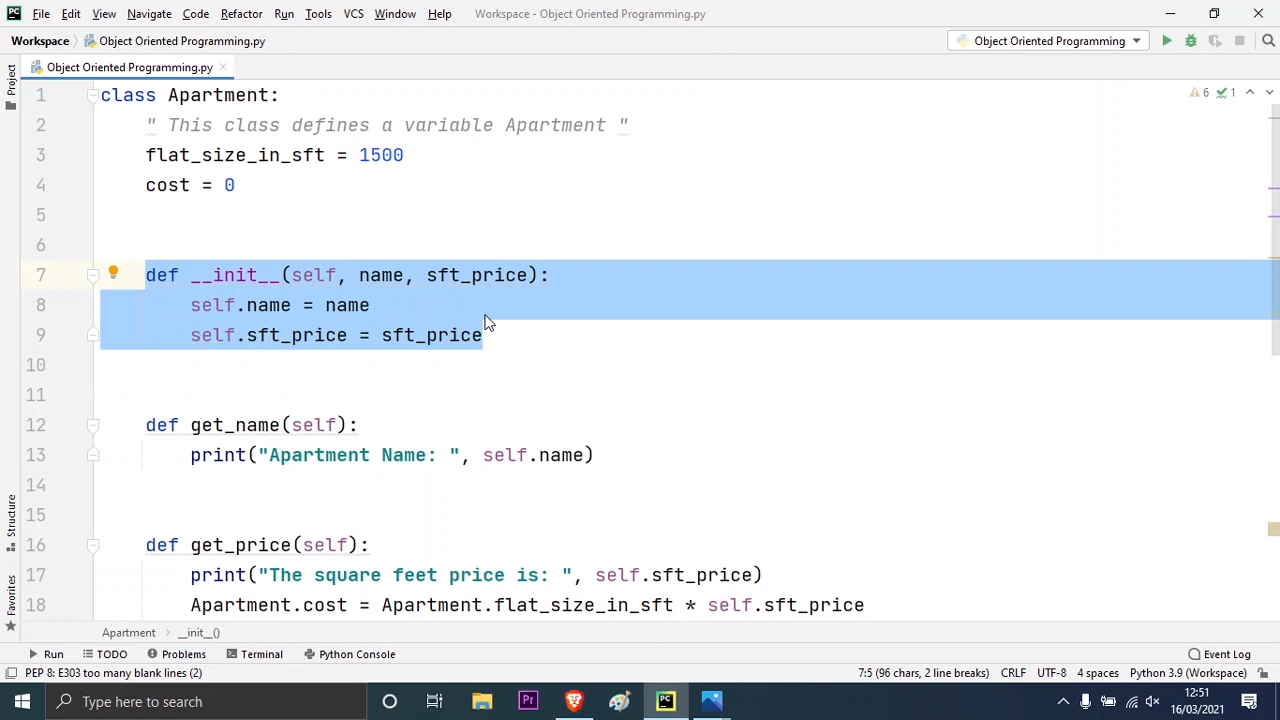 File Edit View Navigate Code Refactor Run Tools VCS Window Help Workspace - Object Oriented Programming.py
Workspace Object Oriented Programming.py Object Oriented Programming
Object Oriented Programming.py
Project
1 class Apartment: 6 1
2 " This class defines a variable Apartment "
3 flat_size_in_sft = 1500
4 cost = 0
5
6
7 def __init__(self, name, sft_price):
8 self.name = name
9 self.sft_price = sft_price
10
11
12 def get_name(self):
13 print("Apartment Name: ", self.name)
14
15
16 def get_price(self):
17 print("The square feet price is: ", self.sft_price)
18 Apartment.cost = Apartment.flat_size_in_sft * self.sft_price
Structure
Favorites
Apartment __init__()
Run TODO Problems Terminal Python Console Event Log
PEP 8: E303 too many blank lines (2) 7:5 (96 chars, 2 line breaks) CRLF UTF-8 4 spaces Python 3.9 (Workspace)
Type here to search
12:51
16/03/2021